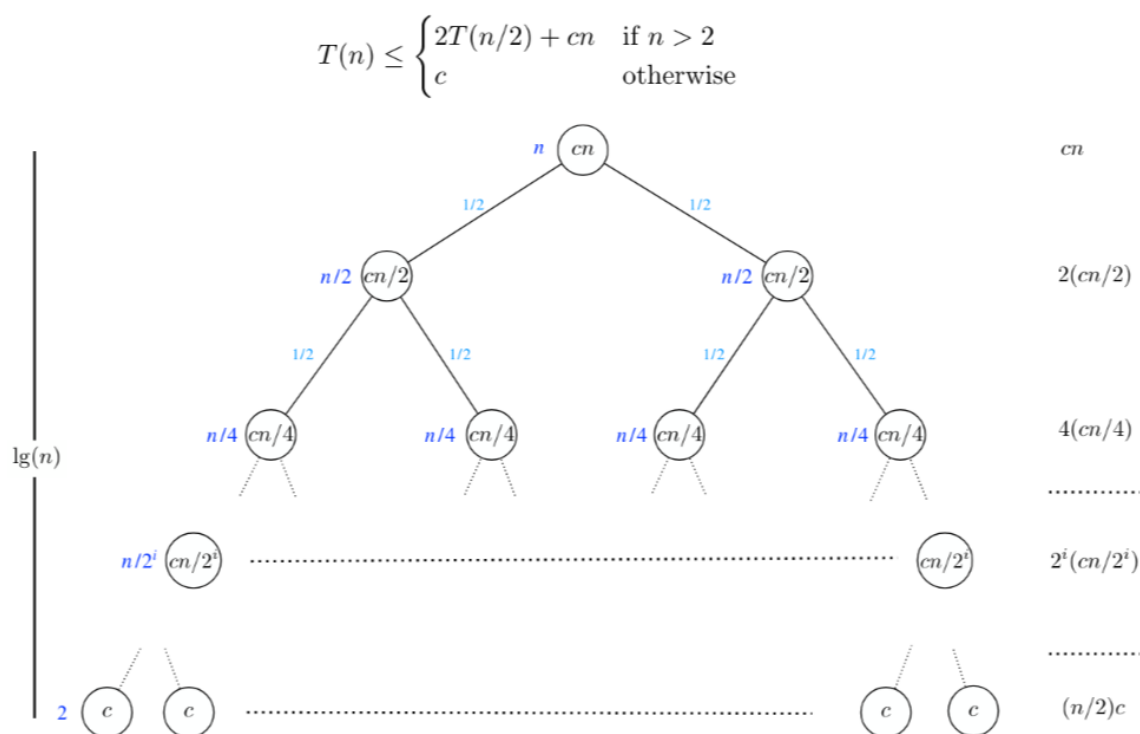 T(n) ≤ { 2T(n/2) + cn if n > 2
c otherwise
n cn cn
1/2 1/2
n/2 cn/2 n/2 cn/2 2(cn/2)
1/2 1/2 1/2 1/2
n/4 cn/4 n/4 cn/4 n/4 cn/4 n/4 cn/4 4(cn/4)
lg(n)
n/2^i cn/2^i cn/2^i 2^i(cn/2^i)
2 c c c c (n/2)c